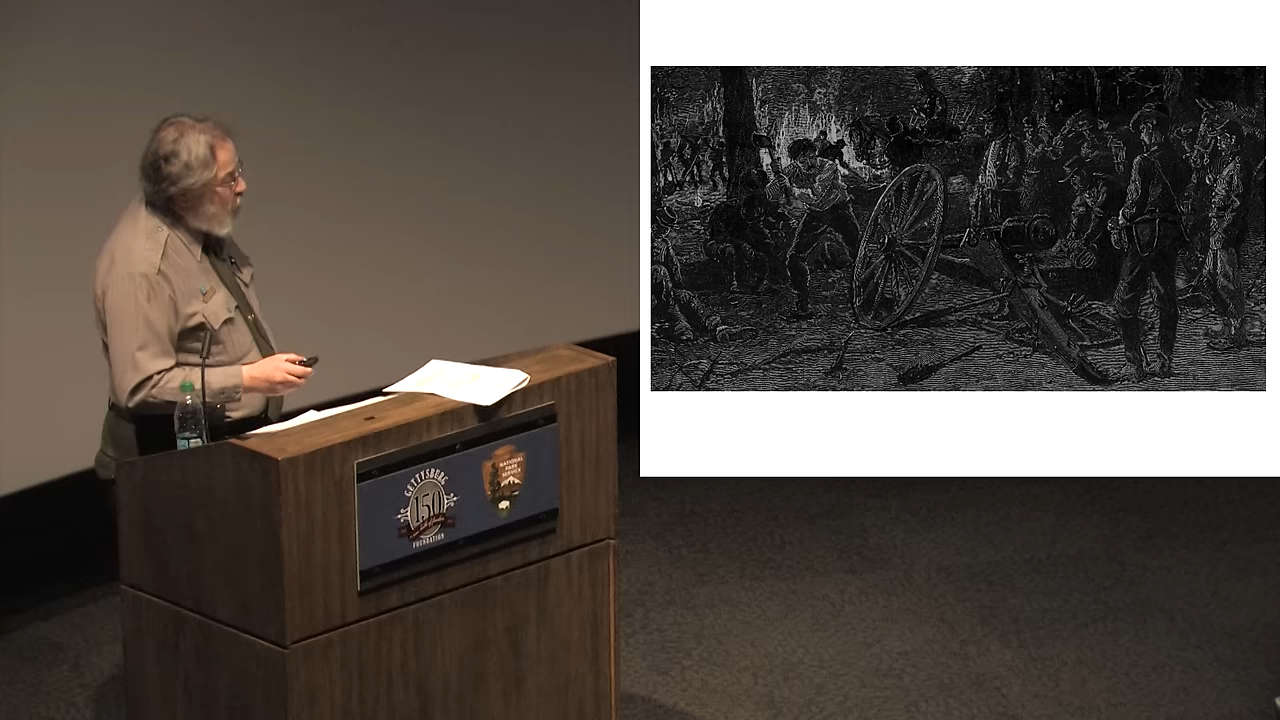 GETTYSBURG
150
FOUNDATION
NATIONAL
PARK
SERVICE